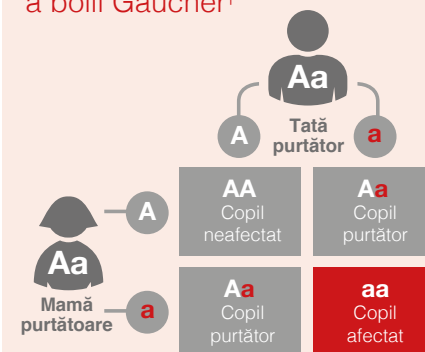 a bolii Gaucher¹
Aa
A
Tată
purtător
a
A
AA
Copil
neafectat
Aa
Copil
purtător
Aa
Mamă
purtătoare
a
Aa
Copil
purtător
aa
Copil
afectat